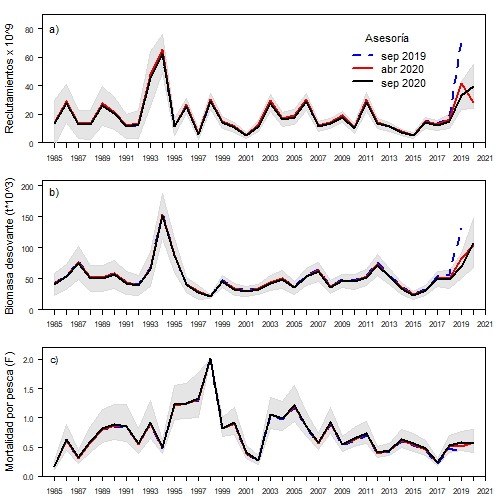 a)
Asesoría
sep 2019
abr 2020
sep 2020
Reclutamientos x 10^9
80
60
40
20
0
1985 1987 1989 1991 1993 1995 1997 1999 2001 2003 2005 2007 2009 2011 2013 2015 2017 2019 2021
b)
Biomasa desovante (t*10^3)
200
150
100
50
0
1985 1987 1989 1991 1993 1995 1997 1999 2001 2003 2005 2007 2009 2011 2013 2015 2017 2019 2021
c)
Mortalidad por pesca (F)
2.0
1.5
1.0
0.5
0.0
1985 1987 1989 1991 1993 1995 1997 1999 2001 2003 2005 2007 2009 2011 2013 2015 2017 2019 2021